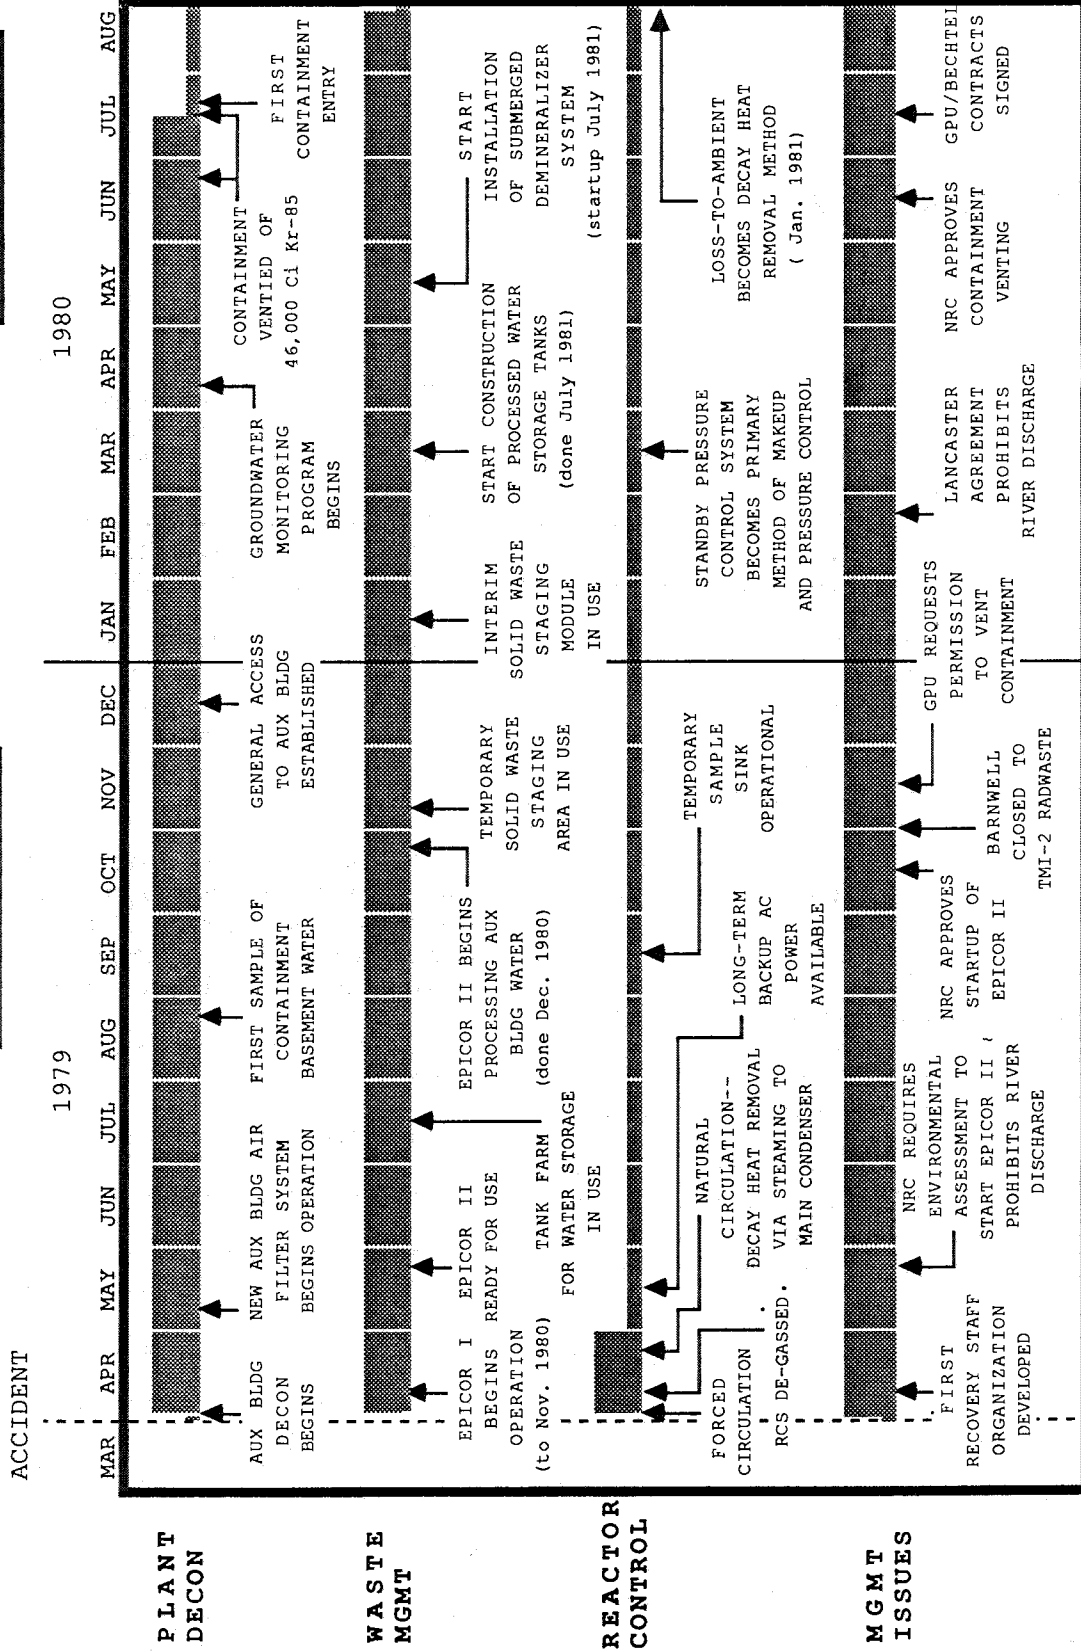 ACCIDENT
1979
1980
MAR APR MAY JUN JUL AUG SEP OCT NOV DEC JAN FEB MAR APR MAY JUN JUL AUG
PLANT
DECON
AUX BLDG
DECON
BEGINS
NEW AUX BLDG AIR
FILTER SYSTEM
BEGINS OPERATION
FIRST SAMPLE OF
CONTAINMENT
BASEMENT WATER
GENERAL ACCESS
TO AUX BLDG
ESTABLISHED
GROUNDWATER
MONITORING
PROGRAM
BEGINS
CONTAINMENT
VENTIED OF
46,000 Ci Kr-85
FIRST
CONTAINMENT
ENTRY
WASTE
MGMT
EPICOR I
BEGINS
OPERATION
(to Nov. 1980)
EPICOR II
READY FOR USE
TANK FARM
FOR WATER STORAGE
IN USE
EPICOR II BEGINS
PROCESSING AUX
BLDG WATER
(done Dec. 1980)
TEMPORARY
SOLID WASTE
STAGING
AREA IN USE
INTERIM
SOLID WASTE
STAGING
MODULE
IN USE
START CONSTRUCTION
OF PROCESSED WATER
STORAGE TANKS
(done July 1981)
START
INSTALLATION
OF SUBMERGED
DEMINERALIZER
SYSTEM
(startup July 1981)
REACTOR
CONTROL
FORCED
CIRCULATION
RCS DE-GASSED.
NATURAL
CIRCULATION--
DECAY HEAT REMOVAL
VIA STEAMING TO
MAIN CONDENSER
LONG-TERM
BACKUP AC
POWER
AVAILABLE
TEMPORARY
SAMPLE
SINK
OPERATIONAL
STANDBY PRESSURE
CONTROL SYSTEM
BECOMES PRIMARY
METHOD OF MAKEUP
AND PRESSURE CONTROL
LOSS-TO-AMBIENT
BECOMES DECAY HEAT
REMOVAL METHOD
( Jan. 1981)
MGMT
ISSUES
FIRST
RECOVERY STAFF
ORGANIZATION
DEVELOPED
NRC REQUIRES
ENVIRONMENTAL
ASSESSMENT TO
START EPICOR II
PROHIBITS RIVER
DISCHARGE
NRC APPROVES
STARTUP OF
EPICOR II
BARNWELL
CLOSED TO
TMI-2 RADWASTE
GPU REQUESTS
PERMISSION
TO VENT
CONTAINMENT
LANCASTER
AGREEMENT
PROHIBITS
RIVER DISCHARGE
NRC APPROVES
CONTAINMENT
VENTING
GPU/BECHTEL
CONTRACTS
SIGNED